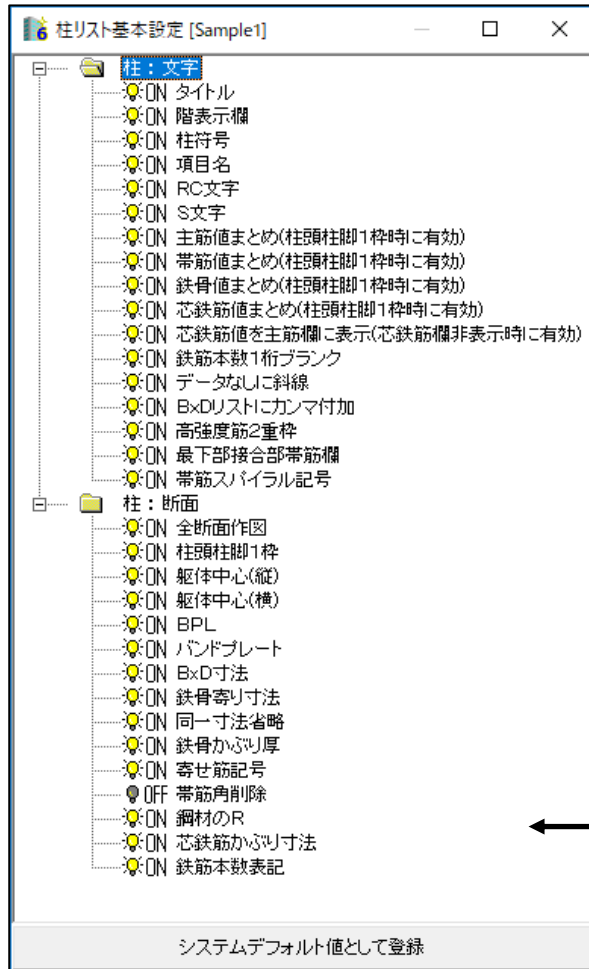 柱リスト基本設定 [Sample1]
柱：文字
ON タイトル
ON 階表示欄
ON 柱符号
ON 項目名
ON RC文字
ON S文字
ON 主筋値まとめ(柱頭柱脚1枠時に有効)
ON 帯筋値まとめ(柱頭柱脚1枠時に有効)
ON 鉄骨値まとめ(柱頭柱脚1枠時に有効)
ON 芯鉄筋値まとめ(柱頭柱脚1枠時に有効)
ON 芯鉄筋値を主筋欄に表示(芯鉄筋欄非表示時に有効)
ON 鉄筋本数1桁ブランク
ON データなしに斜線
ON BxDリストにカンマ付加
ON 高強度筋2重枠
ON 最下部接合部帯筋欄
ON 帯筋スパイラル記号
柱：断面
ON 全断面作図
ON 柱頭柱脚1枠
ON 躯体中心(縦)
ON 躯体中心(横)
ON BPL
ON バンドプレート
ON BxD寸法
ON 鉄骨寄り寸法
ON 同一寸法省略
ON 鉄骨かぶり厚
ON 寄せ筋記号
OFF 帯筋角削除
ON 鋼材のR
ON 芯鉄筋かぶり寸法
ON 鉄筋本数表記
システムデフォルト値として登録